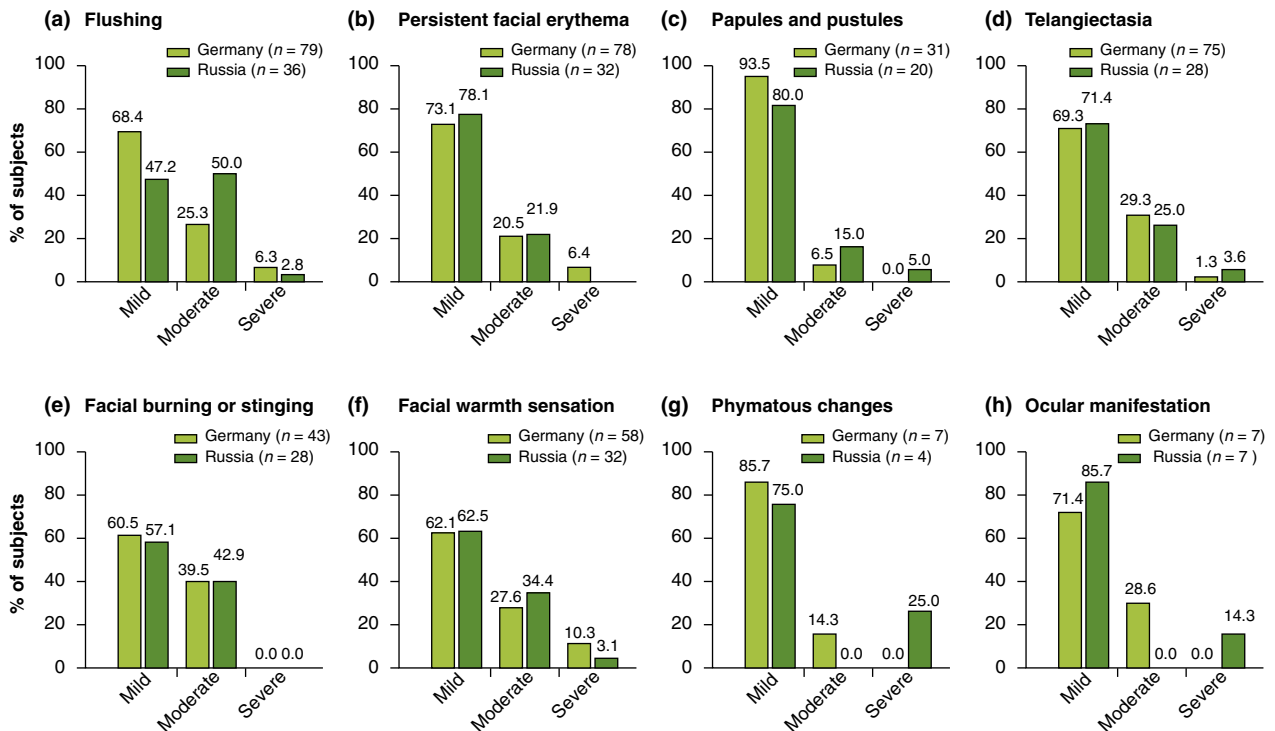 (a) Flushing
Germany (n = 79)
Russia (n = 36)
% of subjects
100
80
60
40
20
0
68.4
47.2
25.3
50.0
6.3
2.8
Mild
Moderate
Severe
(b) Persistent facial erythema
Germany (n = 78)
Russia (n = 32)
100
80
60
40
20
0
73.1
78.1
20.5
21.9
6.4
Mild
Moderate
Severe
(c) Papules and pustules
Germany (n = 31)
Russia (n = 20)
100
80
60
40
20
0
93.5
80.0
6.5
15.0
0.0
5.0
Mild
Moderate
Severe
(d) Telangiectasia
Germany (n = 75)
Russia (n = 28)
100
80
60
40
20
0
69.3
71.4
29.3
25.0
1.3
3.6
Mild
Moderate
Severe
(e) Facial burning or stinging
Germany (n = 43)
Russia (n = 28)
% of subjects
100
80
60
40
20
0
60.5
57.1
39.5
42.9
0.0
0.0
Mild
Moderate
Severe
(f) Facial warmth sensation
Germany (n = 58)
Russia (n = 32)
100
80
60
40
20
0
62.1
62.5
27.6
34.4
10.3
3.1
Mild
Moderate
Severe
(g) Phymatous changes
Germany (n = 7)
Russia (n = 4)
100
80
60
40
20
0
85.7
75.0
14.3
0.0
0.0
25.0
Mild
Moderate
Severe
(h) Ocular manifestation
Germany (n = 7)
Russia (n = 7 )
100
80
60
40
20
0
71.4
85.7
28.6
0.0
0.0
14.3
Mild
Moderate
Severe